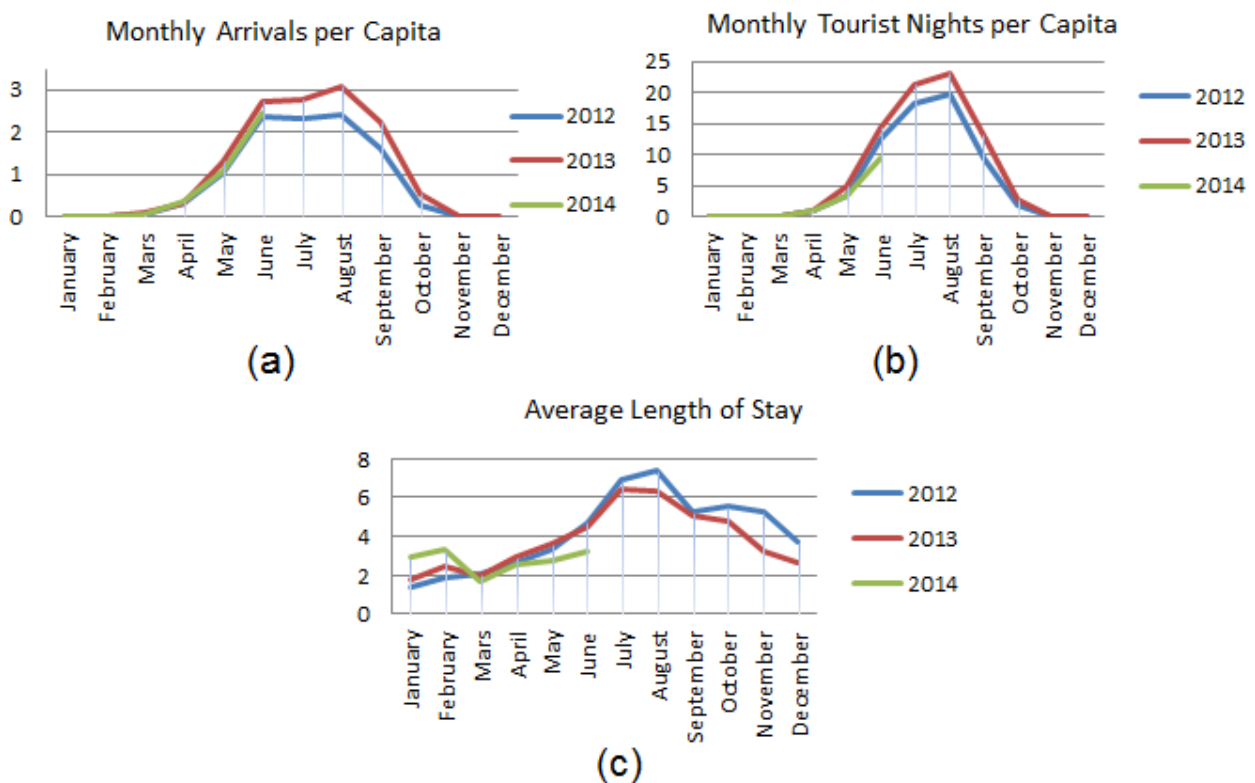 Monthly Arrivals per Capita
3
2
1
0
January
February
Mars
April
May
June
July
August
September
October
November
December
2012
2013
2014
(a)
Monthly Tourist Nights per Capita
25
20
15
10
5
0
January
February
Mars
April
May
June
July
August
September
October
November
December
2012
2013
2014
(b)
Average Length of Stay
8
6
4
2
0
January
February
Mars
April
May
June
July
August
September
October
November
December
2012
2013
2014
(c)